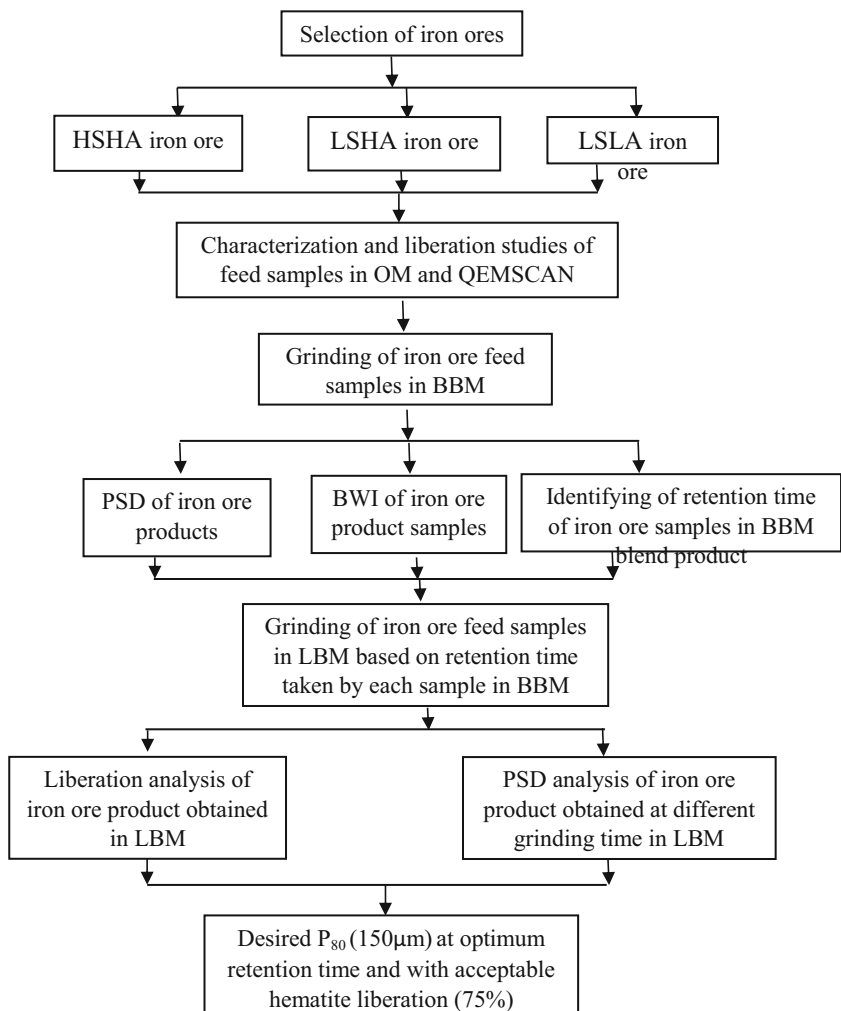 Selection of iron ores
HSHA iron ore
LSHA iron ore
LSLA iron
ore
Characterization and liberation studies of
feed samples in OM and QEMSCAN
Grinding of iron ore feed
samples in BBM
PSD of iron ore
products
BWI of iron ore
product samples
Identifying of retention time
of iron ore samples in BBM
blend product
Grinding of iron ore feed samples
in LBM based on retention time
taken by each sample in BBM
Liberation analysis of
iron ore product obtained
in LBM
PSD analysis of iron ore
product obtained at different
grinding time in LBM
Desired P₈₀ (150μm) at optimum
retention time and with acceptable
hematite liberation (75%)